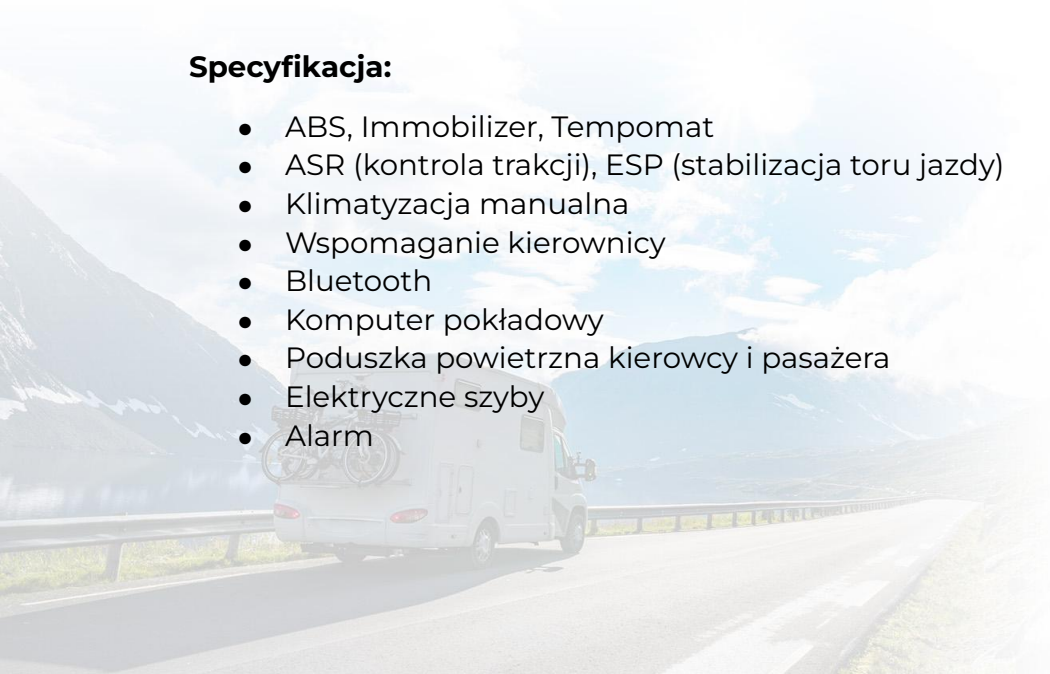 Specyfikacja:
● ABS, Immobilizer, Tempomat
● ASR (kontrola trakcji), ESP (stabilizacja toru jazdy)
● Klimatyzacja manualna
● Wspomaganie kierownicy
● Bluetooth
● Komputer pokładowy
● Poduszka powietrzna kierowcy i pasażera
● Elektryczne szyby
● Alarm